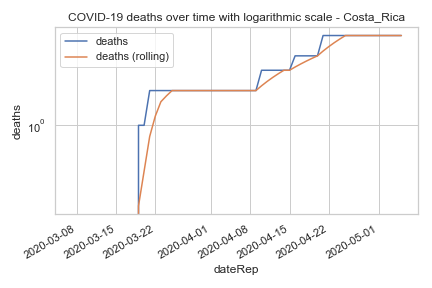 COVID-19 deaths over time with logarithmic scale - Costa_Rica
deaths
deaths (rolling)
deaths
10⁰
2020-03-08
2020-03-15
2020-03-22
2020-04-01
2020-04-08
2020-04-15
2020-04-22
2020-05-01
dateRep